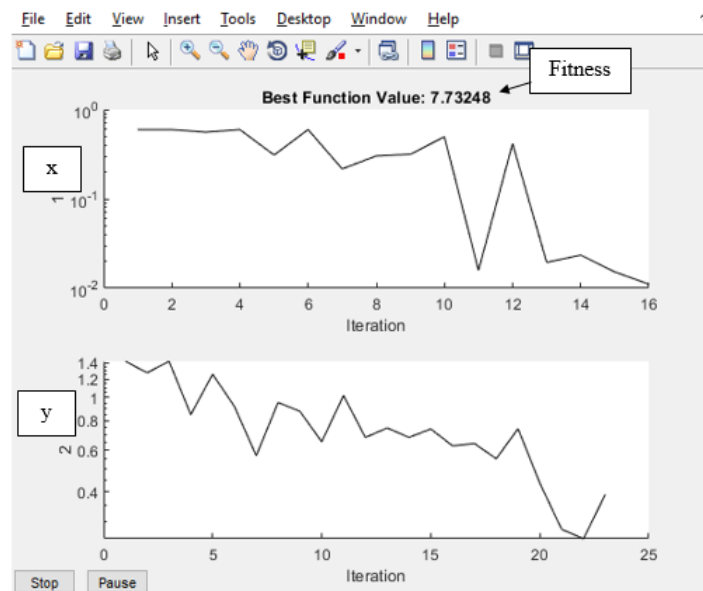 File Edit View Insert Tools Desktop Window Help
Fitness
Best Function Value: 7.73248
10^0
x
1
10^-1
10^-2
0 2 4 6 8 10 12 14 16
Iteration
1.4
1.2
1
y
0.8
2
0.6
0.4
0 5 10 15 20 25
Iteration
Stop Pause